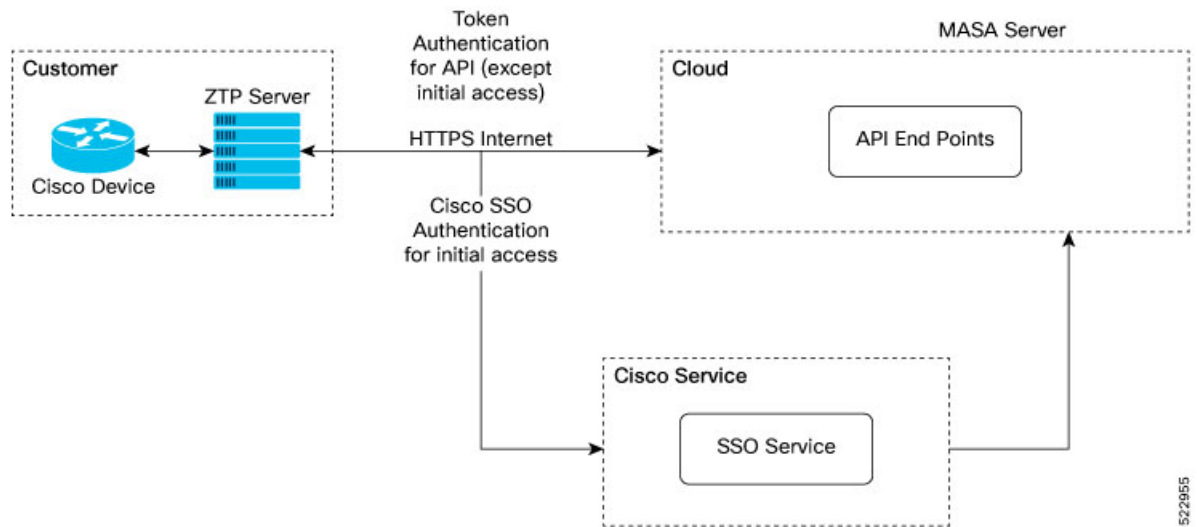 Token
Authentication
for API (except
initial access)
MASA Server
Customer
ZTP Server
Cisco Device
HTTPS Internet
Cloud
API End Points
Cisco SSO
Authentication
for initial access
Cisco Service
SSO Service
522955